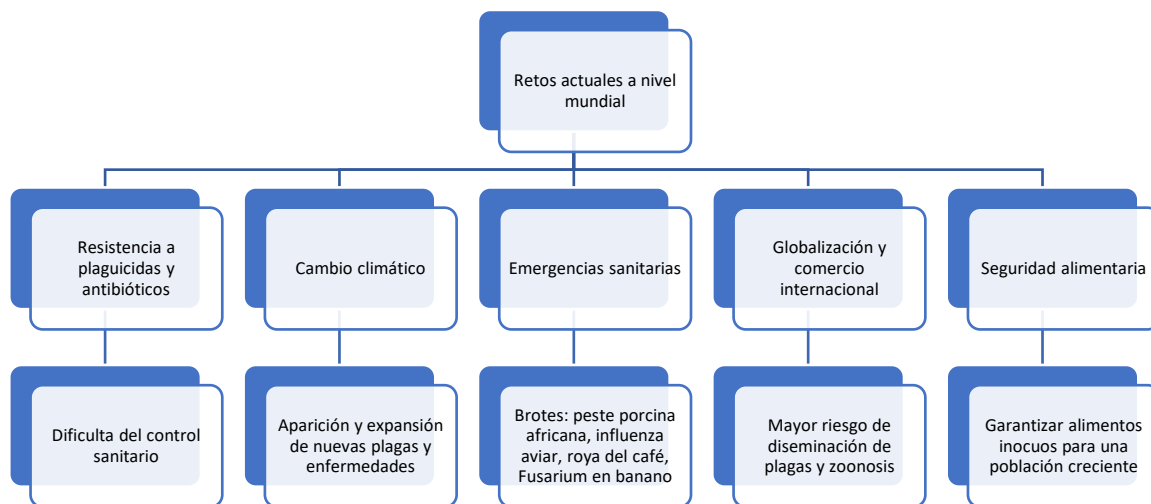 Retos actuales a nivel
mundial
Resistencia a
plaguicidas y
antibióticos
Cambio climático
Emergencias sanitarias
Globalización y
comercio
internacional
Seguridad alimentaria
Dificulta del control
sanitario
Aparición y expansión
de nuevas plagas y
enfermedades
Brotes: peste porcina
africana, influenza
aviar, roya del café,
Fusarium en banano
Mayor riesgo de
diseminación de
plagas y zoonosis
Garantizar alimentos
inocuos para una
población creciente